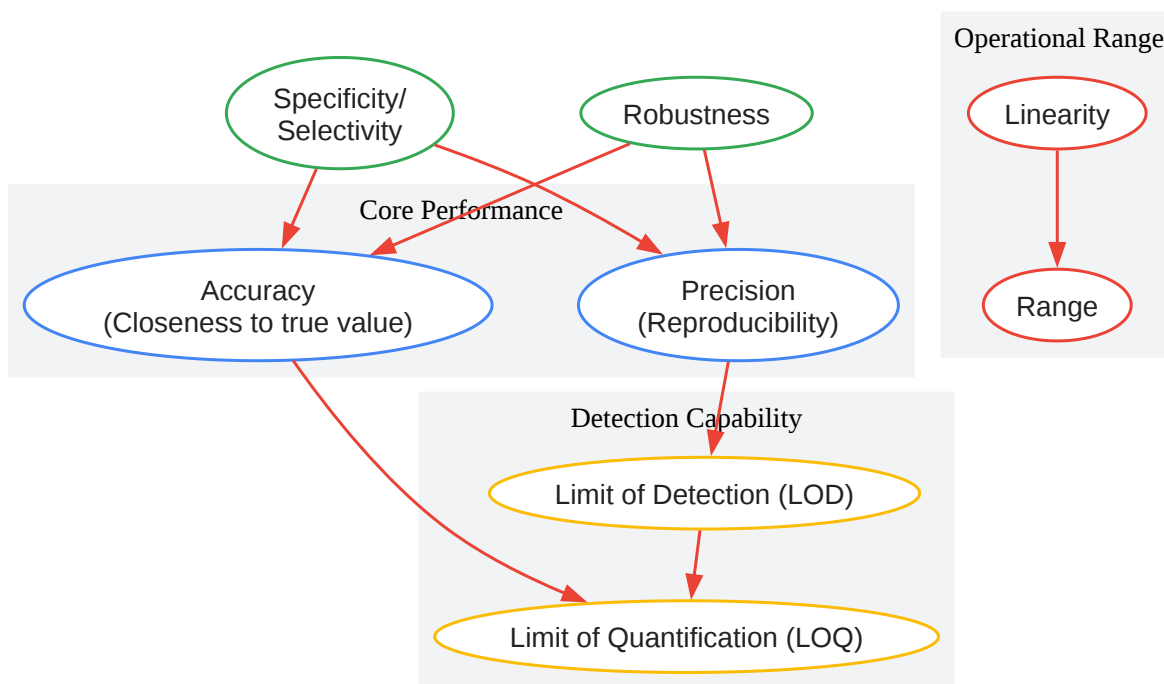 Operational Range
Specificity/
Selectivity
Robustness
Linearity
Core Performance
Accuracy
(Closeness to true value)
Precision
(Reproducibility)
Range
Detection Capability
Limit of Detection (LOD)
Limit of Quantification (LOQ)